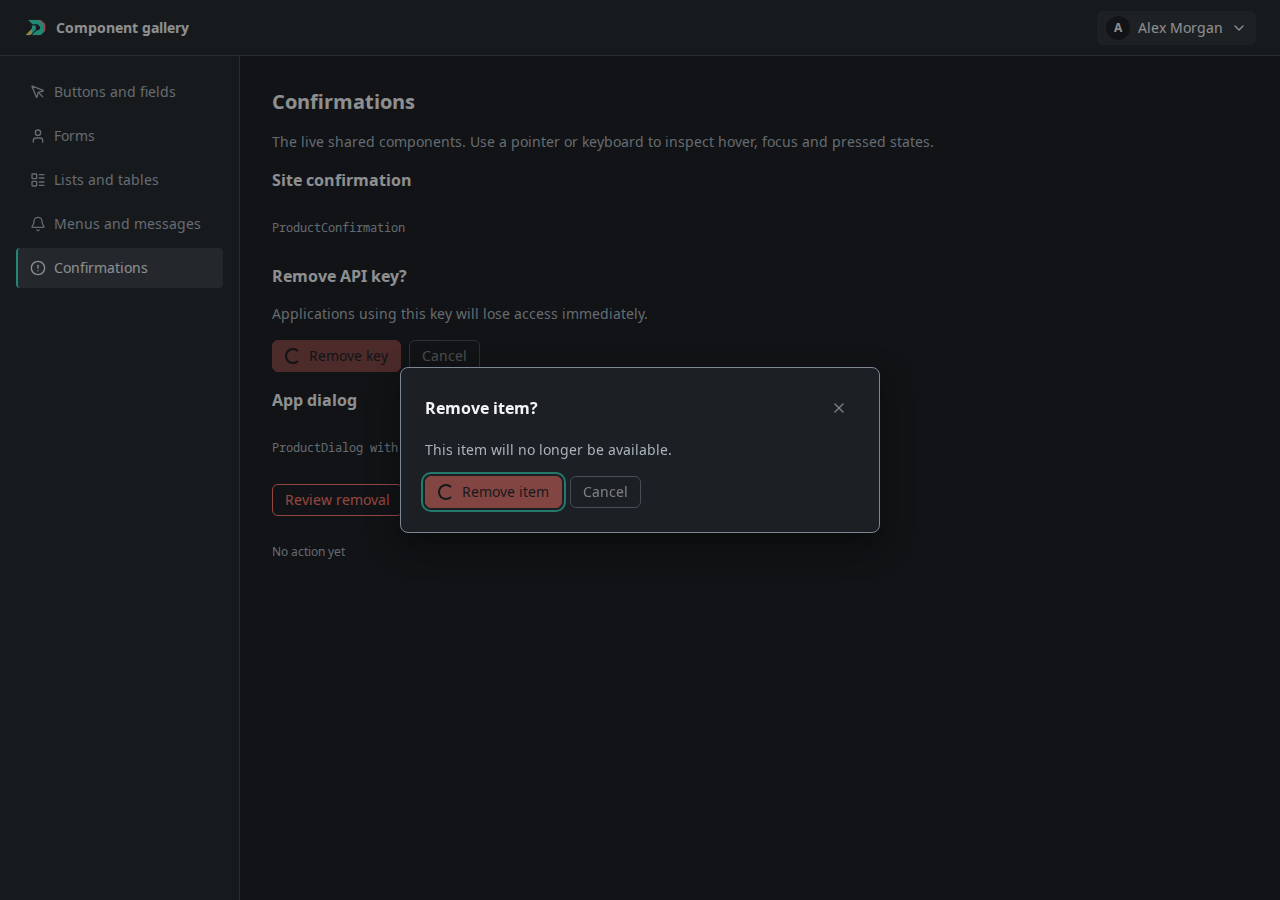 Component gallery
A
Alex Morgan
Buttons and fields
Forms
Lists and tables
Menus and messages
Confirmations
Confirmations
The live shared components. Use a pointer or keyboard to inspect hover, focus and pressed states.
Site confirmation
ProductConfirmation
Remove API key?
Applications using this key will lose access immediately.
Remove key
Cancel
App dialog
ProductDialog with
Review removal
No action yet
Remove item?
This item will no longer be available.
Remove item
Cancel